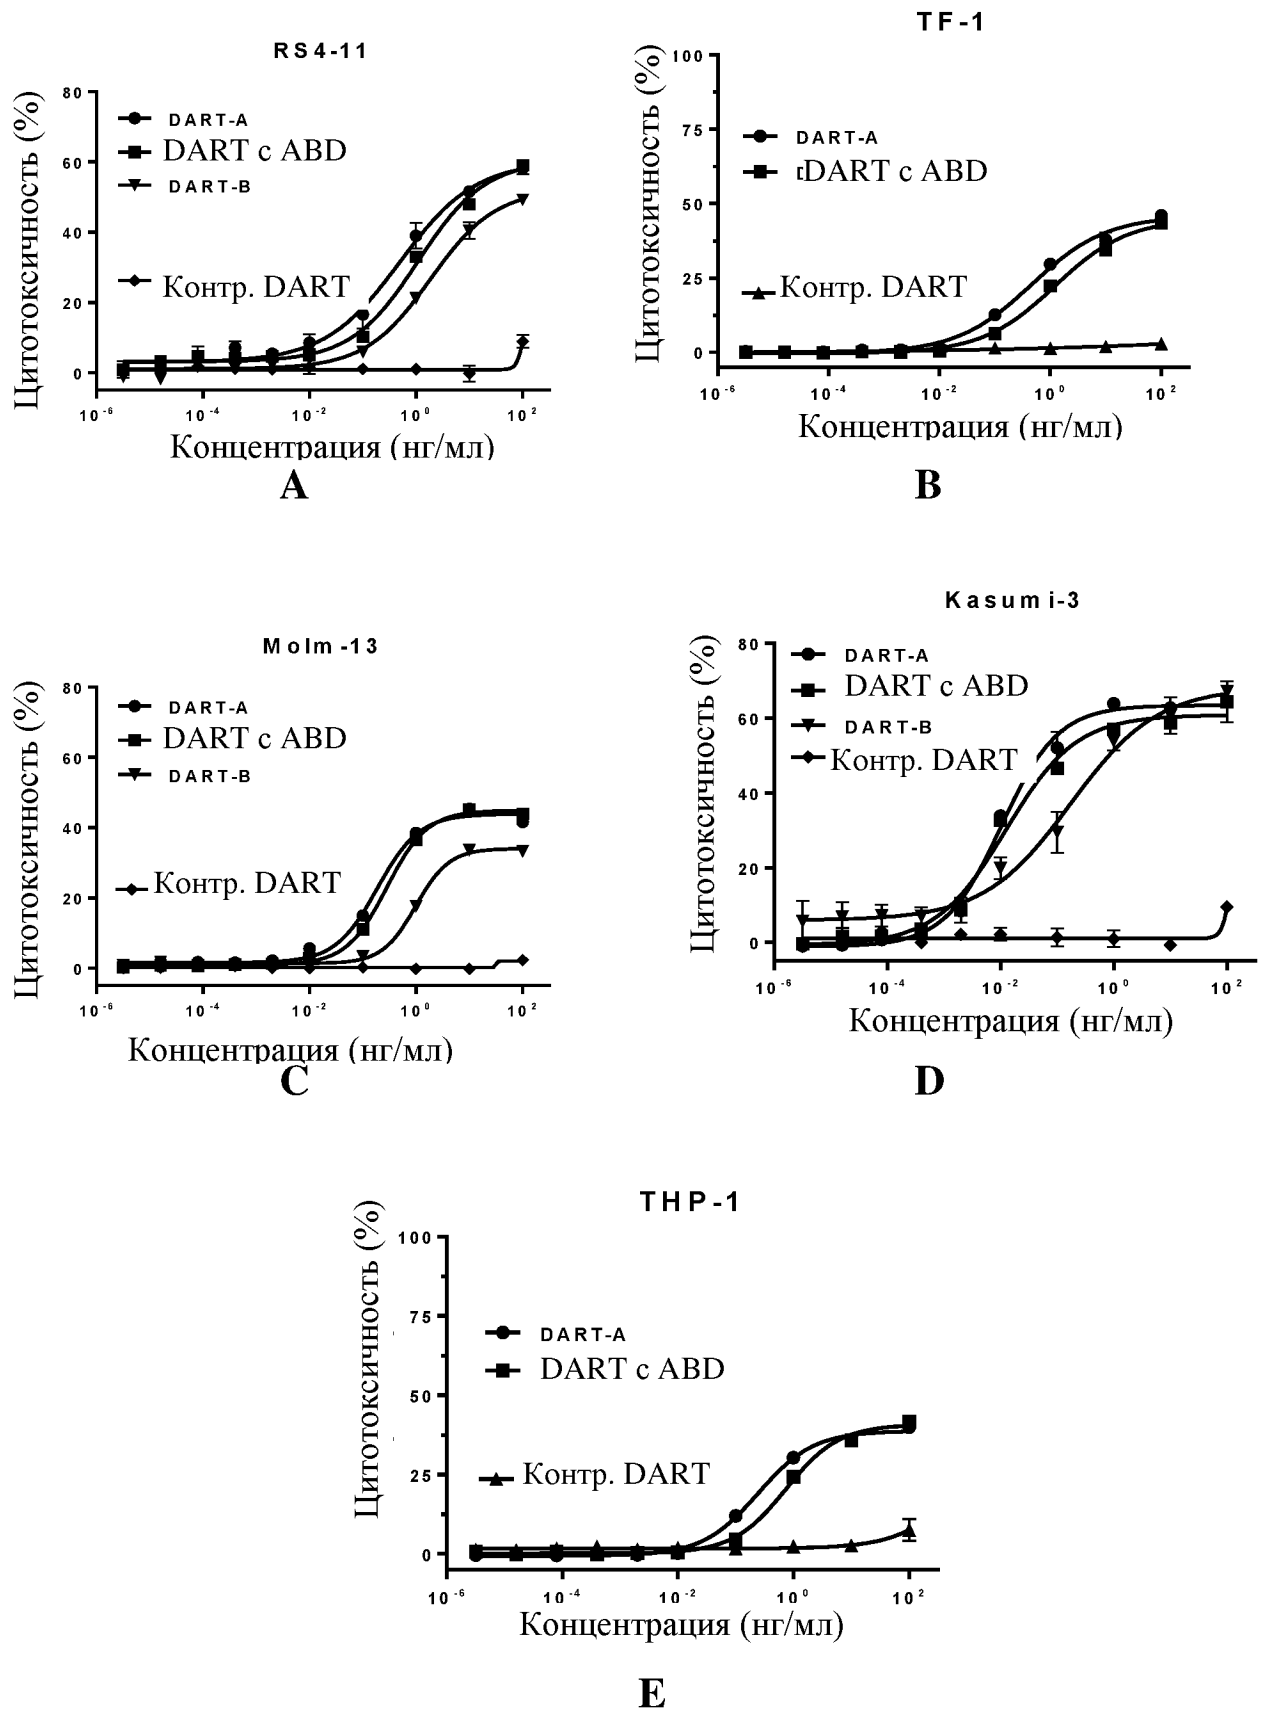 RS4-11
Цитотоксичность (%)
80
60
40
20
0
DART-A
DART с ABD
DART-B
Контр. DART
10-6 10-4 10-2 100 102
Концентрация (нг/мл)
A
TF-1
Цитотоксичность (%)
100
75
50
25
0
DART-A
DART с ABD
Контр. DART
10-6 10-4 10-2 100 102
Концентрация (нг/мл)
B
Molm-13
Цитотоксичность (%)
80
60
40
20
0
DART-A
DART с ABD
DART-B
Контр. DART
10-6 10-4 10-2 100 102
Концентрация (нг/мл)
C
Kasumi-3
Цитотоксичность (%)
80
60
40
20
0
DART-A
DART с ABD
DART-B
Контр. DART
10-6 10-4 10-2 100 102
Концентрация (нг/мл)
D
THP-1
Цитотоксичность (%)
100
75
50
25
0
DART-A
DART с ABD
Контр. DART
10-6 10-4 10-2 100 102
Концентрация (нг/мл)
E